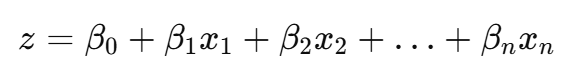 z = β₀ + β₁x₁ + β₂x₂ + … + βₙxₙ